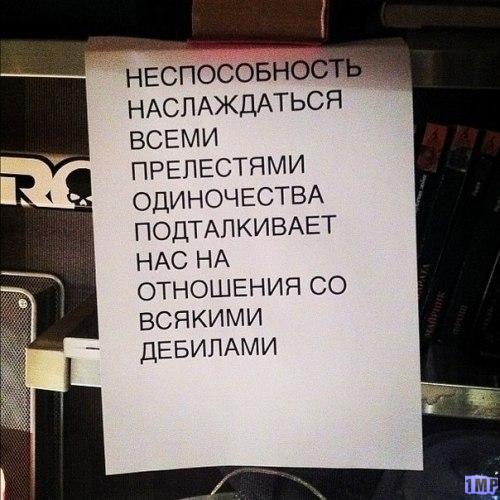 НЕСПОСОБНОСТЬ
НАСЛАЖДАТЬСЯ
ВСЕМИ
ПРЕЛЕСТЯМИ
ОДИНОЧЕСТВА
ПОДТАЛКИВАЕТ
НАС НА
ОТНОШЕНИЯ СО
ВСЯКИМИ
ДЕБИЛАМИ
1MP